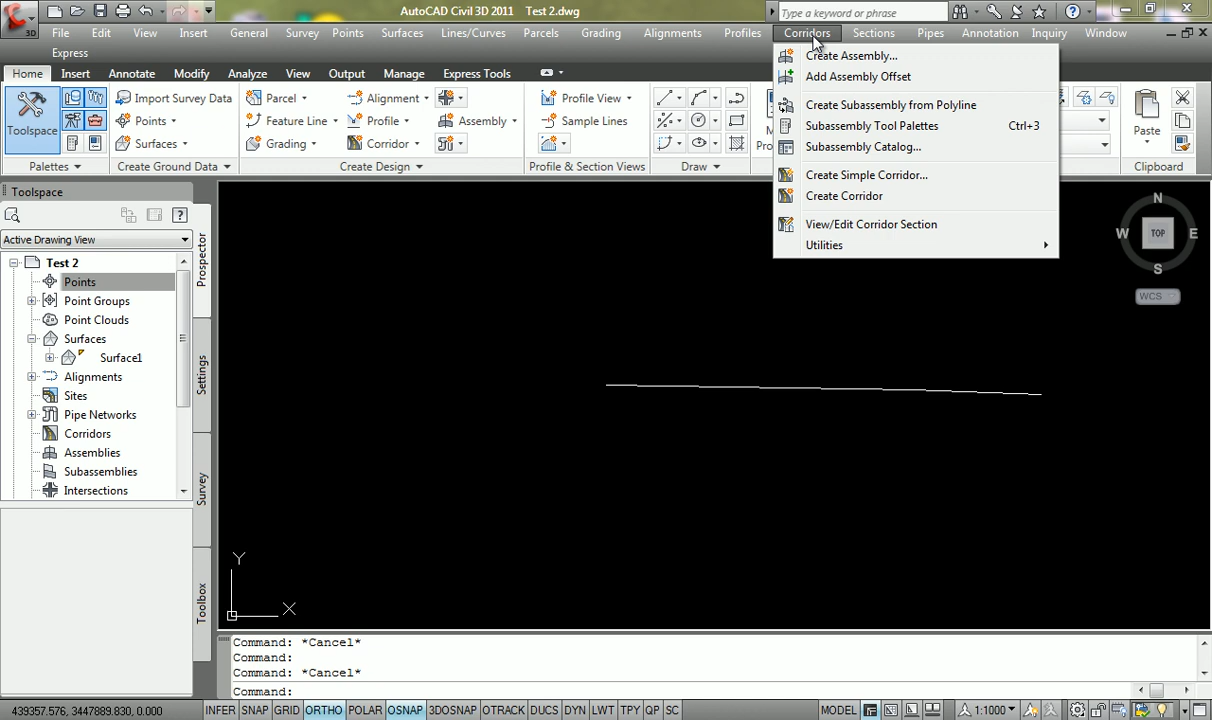 AutoCAD Civil 3D 2011 Test 2.dwg
Type a keyword or phrase
3D
File Edit View Insert General Survey Points Surfaces Lines/Curves Parcels Grading Alignments Profiles Corridors Sections Pipes Annotation Inquiry Window
Express
Home Insert Annotate Modify Analyze View Output Manage Express Tools
Toolspace
Import Survey Data
Points
Surfaces
Parcel
Feature Line
Grading
Alignment
Profile
Corridor
Assembly
Profile View
Sample Lines
Paste
Palettes
Create Ground Data
Create Design
Profile & Section Views
Draw
Clipboard
Create Assembly...
Add Assembly Offset
Create Subassembly from Polyline
Subassembly Tool Palettes Ctrl+3
Subassembly Catalog...
Create Simple Corridor...
Create Corridor
View/Edit Corridor Section
Utilities
Toolspace
Active Drawing View
Test 2
Points
Point Groups
Point Clouds
Surfaces
Surface1
Alignments
Sites
Pipe Networks
Corridors
Assemblies
Subassemblies
Intersections
Prospector
Settings
Survey
Toolbox
N
W TOP E
S
WCS
Y
X
Command: *Cancel*
Command:
Command: *Cancel*
Command:
439357.576, 3447889.830, 0.000 INFER SNAP GRID ORTHO POLAR OSNAP 3DOSNAP OTRACK DUCS DYN LWT TPY QP SC MODEL 1:1000